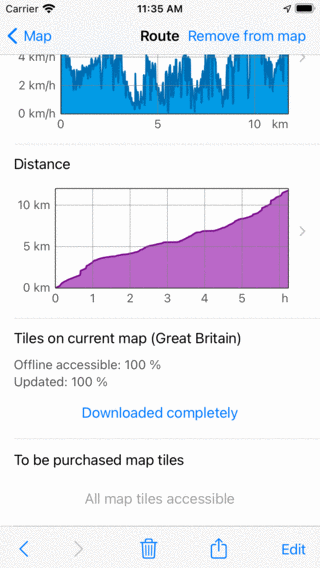 Carrier 11:35 AM
Map Route Remove from map
4 km/h
2 km/h
0 km/h
0 5 10 km
Distance
10 km
5 km
0 km
0 1 2 3 4 5 h
Tiles on current map (Great Britain)
Offline accessible: 100 %
Updated: 100 %
Downloaded completely
To be purchased map tiles
All map tiles accessible
Edit